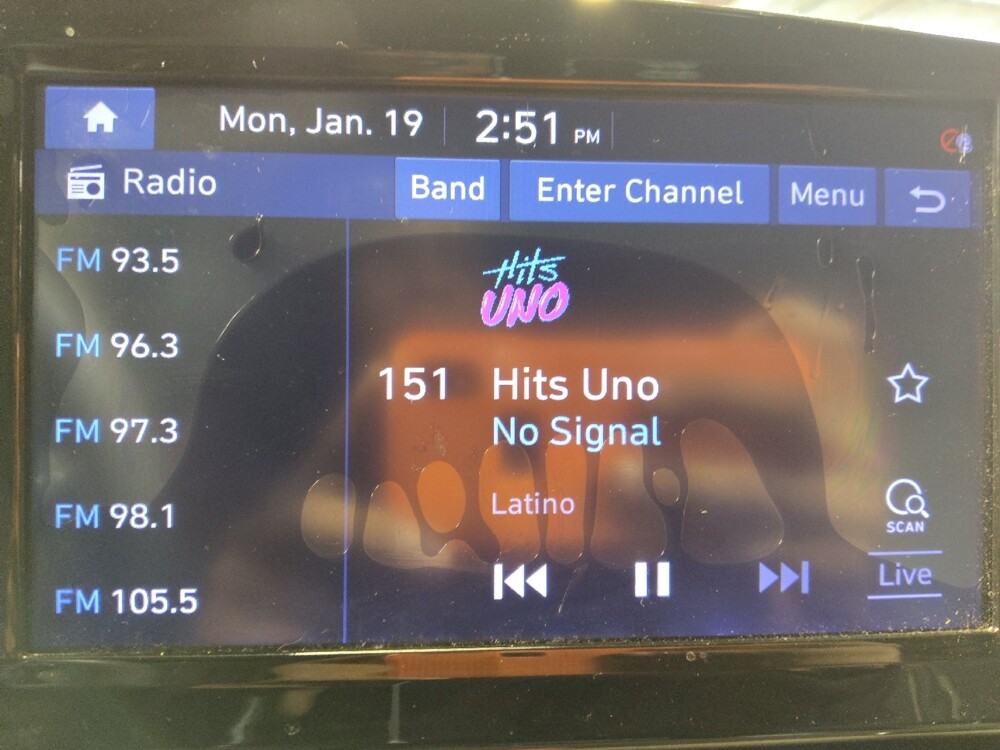 Mon, Jan. 19 2:51 PM
Radio Band Enter Channel Menu
FM 93.5
FM 96.3
FM 97.3
FM 98.1
FM 105.5
Hits
UNO
151 Hits Uno
No Signal
Latino
SCAN
Live